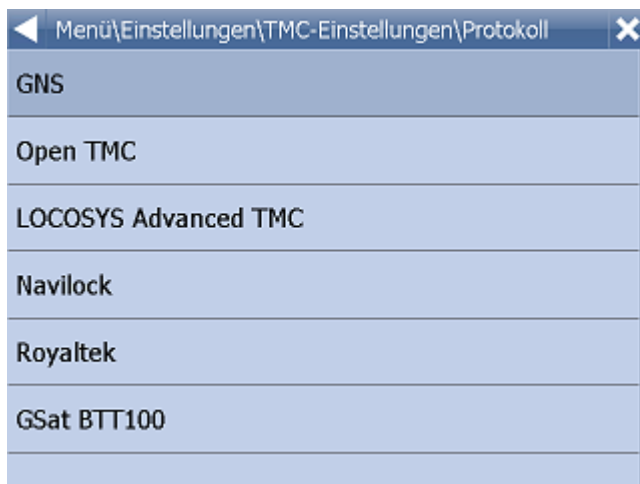 Menü\Einstellungen\TMC-Einstellungen\Protokoll
GNS
Open TMC
LOCOSYS Advanced TMC
Navilock
Royaltek
GSat BTT100